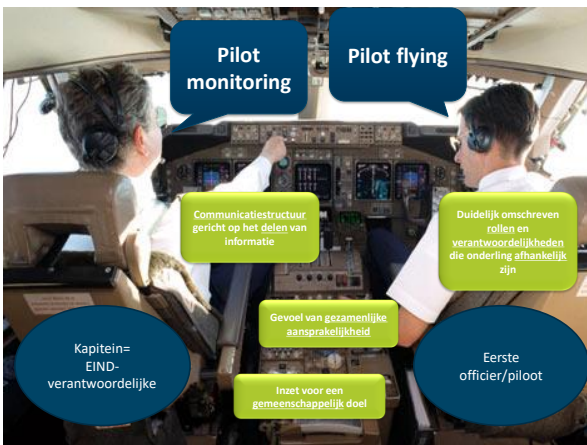 Pilot
monitoring
Pilot flying
Communicatiestructuur
gericht op het delen van
informatie
Duidelijk omschreven
rollen en
verantwoordelijkheden
die onderling afhankelijk
zijn
Gevoel van gezamenlijke
aansprakelijkheid
Kapitein=
EIND-
verantwoordelijke
Eerste
officier/piloot
Inzet voor een
gemeenschappelijk doel